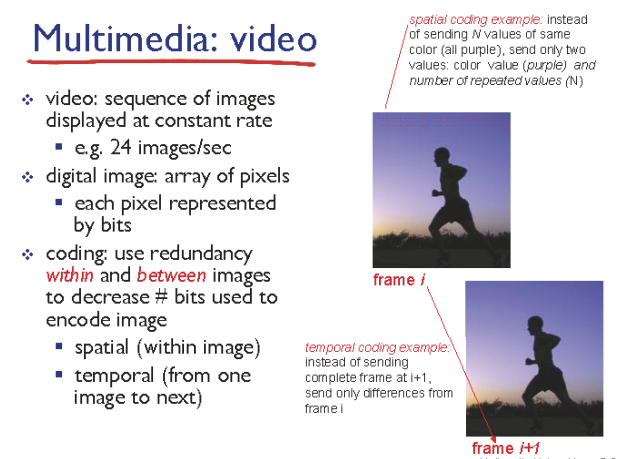 Multimedia: video
❖ video: sequence of images
displayed at constant rate
▪ e.g. 24 images/sec
❖ digital image: array of pixels
▪ each pixel represented
by bits
❖ coding: use redundancy
within and between images
to decrease # bits used to
encode image
▪ spatial (within image)
▪ temporal (from one
image to next)
spatial coding example: instead
of sending N values of same
color (all purple), send only two
values: color value (purple) and
number of repeated values (N)
frame i
temporal coding example:
instead of sending
complete frame at i+1,
send only differences from
frame i
frame i+1